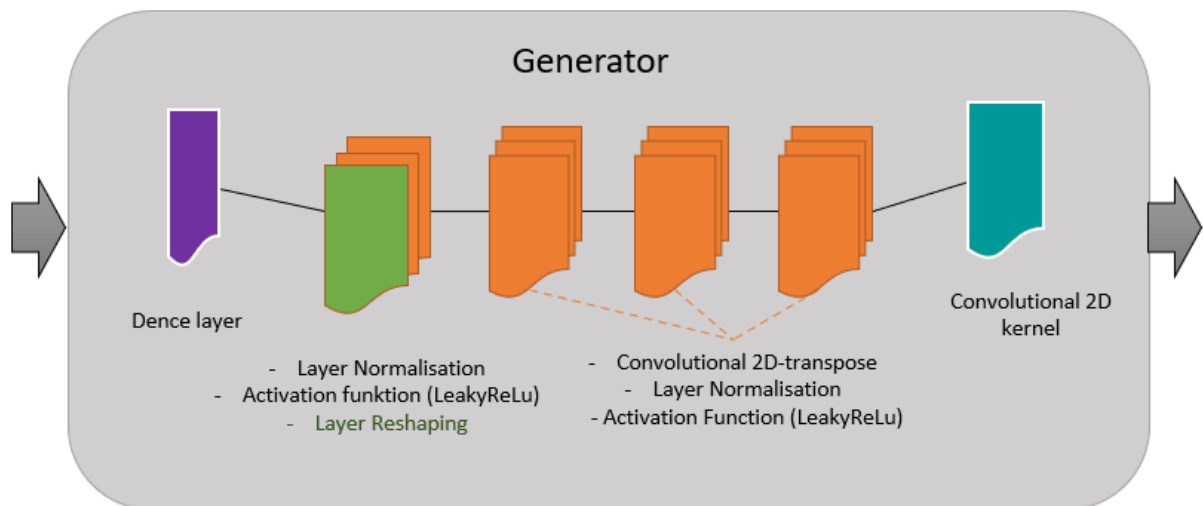 Generator
Dence layer
- Layer Normalisation
- Activation funktion (LeakyReLu)
- Layer Reshaping
- Convolutional 2D-transpose
- Layer Normalisation
- Activation Function (LeakyReLu)
Convolutional 2D
kernel